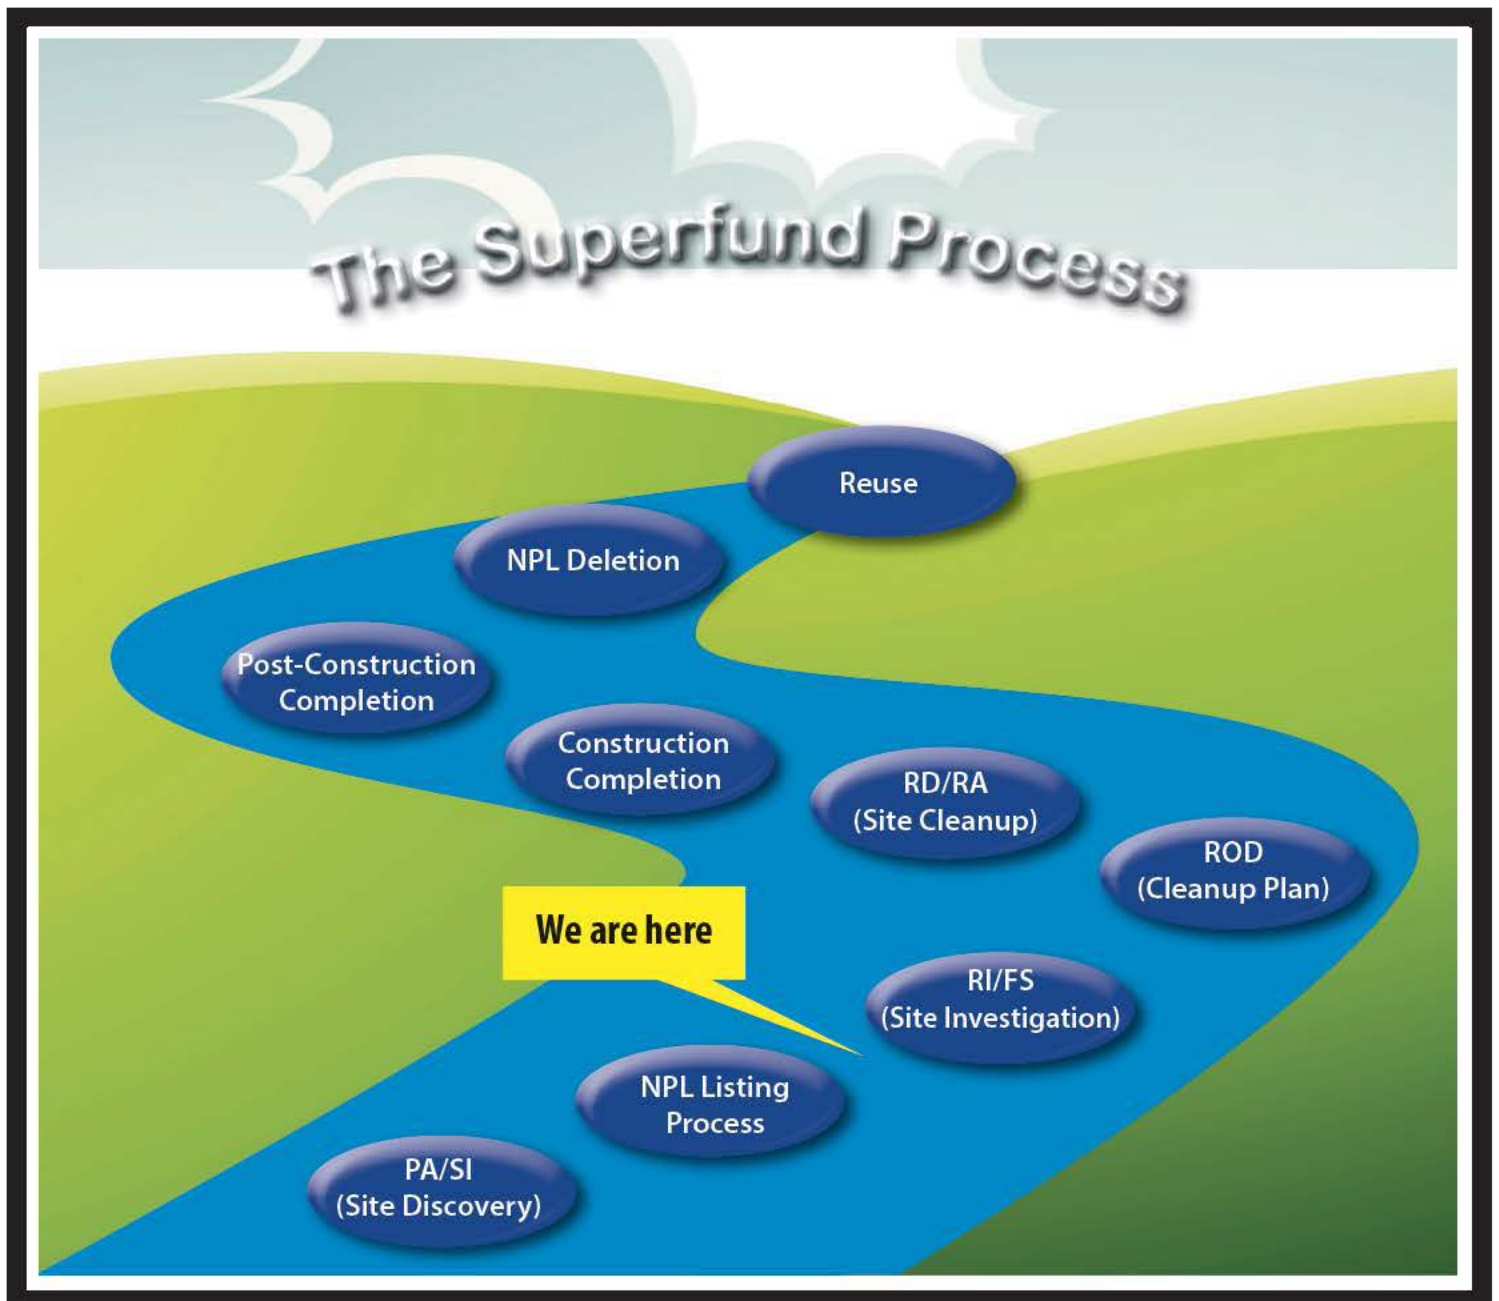 The Superfund Process
Reuse
NPL Deletion
Post-Construction
Completion
Construction
Completion
RD/RA
(Site Cleanup)
ROD
(Cleanup Plan)
We are here
RI/FS
(Site Investigation)
NPL Listing
Process
PA/SI
(Site Discovery)